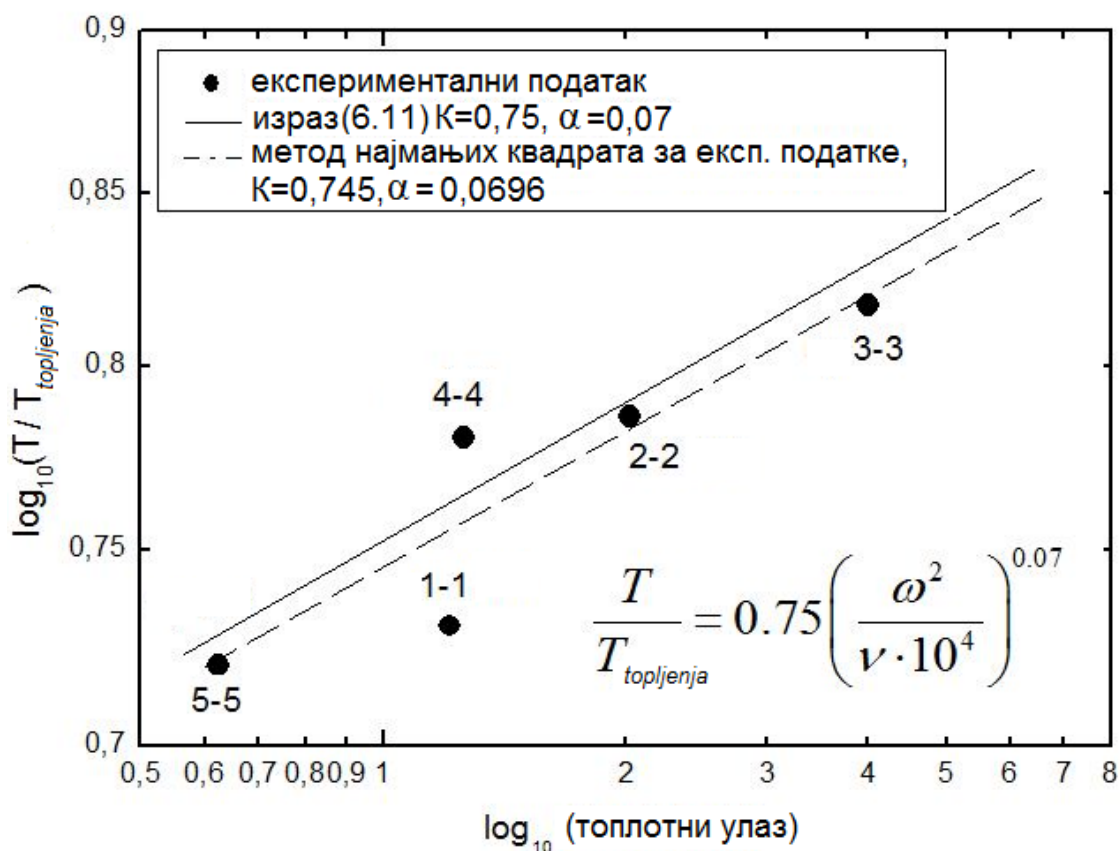 0,9
експериментални податак
израз(6.11) K=0,75, α=0,07
метод најмањих квадрата за експ. податке,
K=0,745, α = 0,0696
0,85
0,8
0,75
0,7
log10(T / Ttopljenja)
4-4
3-3
2-2
1-1
5-5
T / Ttopljenja = 0.75 (ω² / ν · 10⁴)^0.07
0,5 0,6 0,7 0,8 0,9 1 2 3 4 5 6 7 8
log10 (топлотни улаз)